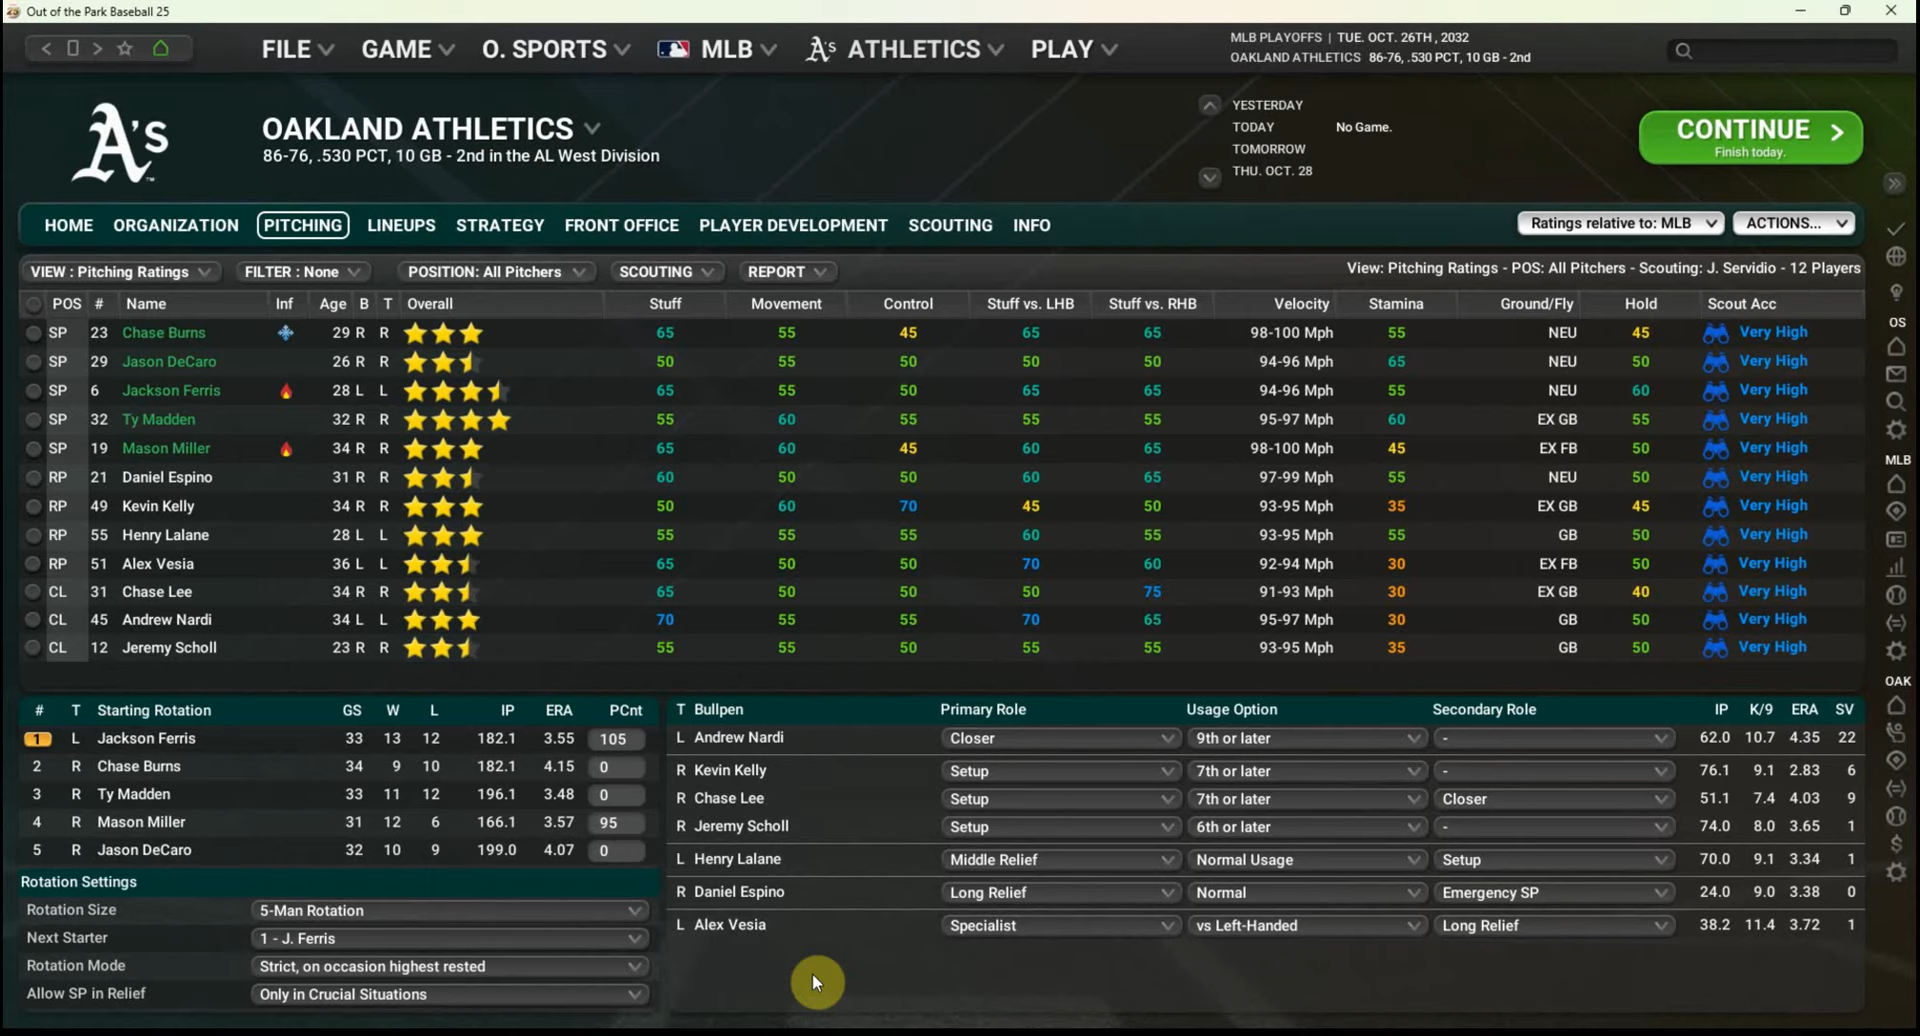 Out of the Park Baseball 25
FILE GAME O. SPORTS MLB A's ATHLETICS PLAY
MLB PLAYOFFS | TUE. OCT. 26TH , 2032
OAKLAND ATHLETICS 86-76, .530 PCT, 10 GB - 2nd
A's
OAKLAND ATHLETICS
86-76, .530 PCT, 10 GB - 2nd in the AL West Division
YESTERDAY
TODAY No Game.
TOMORROW
THU. OCT. 28
CONTINUE
Finish today.
HOME ORGANIZATION PITCHING LINEUPS STRATEGY FRONT OFFICE PLAYER DEVELOPMENT SCOUTING INFO Ratings relative to: MLB ACTIONS...
VIEW : Pitching Ratings FILTER : None POSITION: All Pitchers SCOUTING REPORT View: Pitching Ratings - POS: All Pitchers - Scouting: J. Servidio - 12 Players
POS # Name Inf Age B T Overall Stuff Movement Control Stuff vs. LHB Stuff vs. RHB Velocity Stamina Ground/Fly Hold Scout Acc
SP 23 Chase Burns 29 R R 65 55 45 65 65 98-100 Mph 55 NEU 45 Very High
SP 29 Jason DeCaro 26 R R 50 55 50 50 50 94-96 Mph 65 NEU 50 Very High
SP 6 Jackson Ferris 28 L L 65 55 50 65 65 94-96 Mph 55 NEU 60 Very High
SP 32 Ty Madden 32 R R 55 60 55 55 55 95-97 Mph 60 EX GB 55 Very High
SP 19 Mason Miller 34 R R 65 60 45 60 65 98-100 Mph 45 EX FB 50 Very High
RP 21 Daniel Espino 31 R R 60 50 50 60 65 97-99 Mph 55 NEU 50 Very High
RP 49 Kevin Kelly 34 R R 50 60 70 45 50 93-95 Mph 35 EX GB 45 Very High
RP 55 Henry Lalane 28 L L 55 55 55 60 55 93-95 Mph 55 GB 50 Very High
RP 51 Alex Vesia 36 L L 65 50 50 70 60 92-94 Mph 30 EX FB 50 Very High
CL 31 Chase Lee 34 R R 65 50 50 50 75 91-93 Mph 30 EX GB 40 Very High
CL 45 Andrew Nardi 34 L L 70 55 55 70 65 95-97 Mph 30 GB 50 Very High
CL 12 Jeremy Scholl 23 R R 55 55 50 55 55 93-95 Mph 35 GB 50 Very High
# T Starting Rotation GS W L IP ERA PCnt
1 L Jackson Ferris 33 13 12 182.1 3.55 105
2 R Chase Burns 34 9 10 182.1 4.15 0
3 R Ty Madden 33 11 12 196.1 3.48 0
4 R Mason Miller 31 12 6 166.1 3.57 95
5 R Jason DeCaro 32 10 9 199.0 4.07 0
Rotation Settings
Rotation Size 5-Man Rotation
Next Starter 1 - J. Ferris
Rotation Mode Strict, on occasion highest rested
Allow SP in Relief Only in Crucial Situations
T Bullpen Primary Role Usage Option Secondary Role IP K/9 ERA SV
L Andrew Nardi Closer 9th or later - 62.0 10.7 4.35 22
R Kevin Kelly Setup 7th or later - 76.1 9.1 2.83 6
R Chase Lee Setup 7th or later Closer 51.1 7.4 4.03 9
R Jeremy Scholl Setup 6th or later - 74.0 8.0 3.65 1
L Henry Lalane Middle Relief Normal Usage Setup 70.0 9.1 3.34 1
R Daniel Espino Long Relief Normal Emergency SP 24.0 9.0 3.38 0
L Alex Vesia Specialist vs Left-Handed Long Relief 38.2 11.4 3.72 1
OS
MLB
OAK